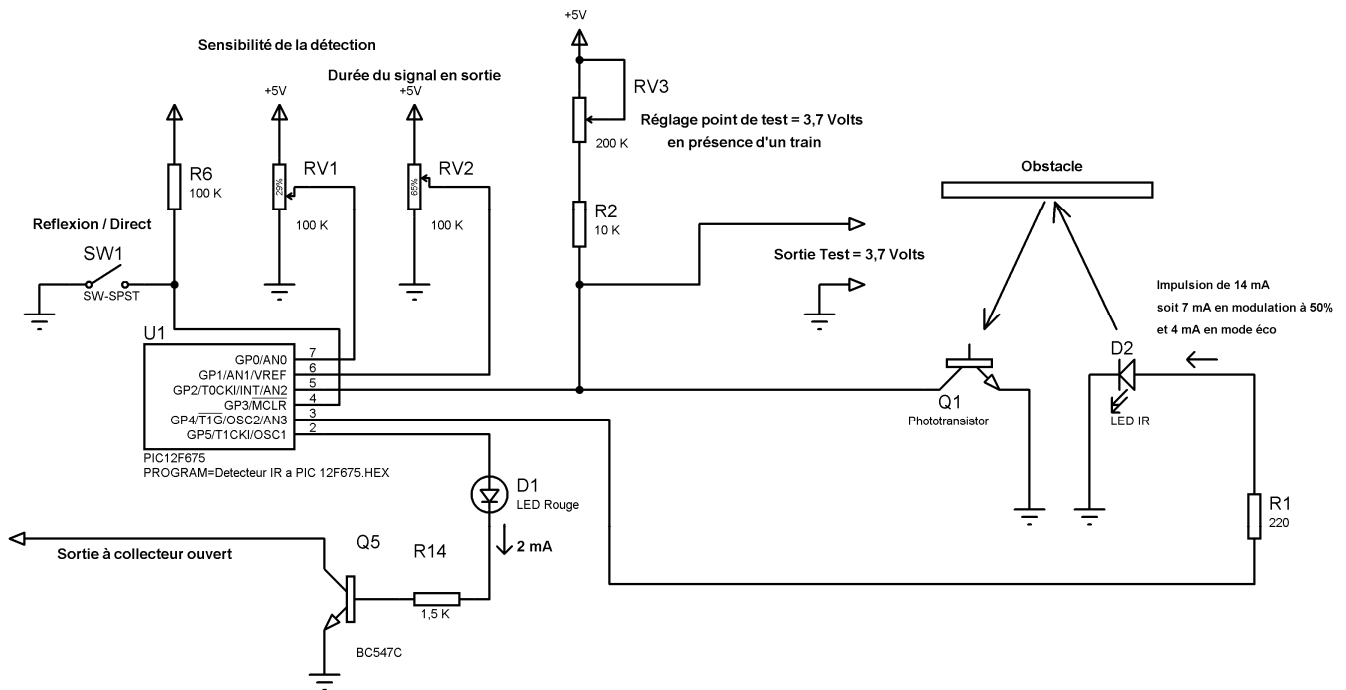 +5V
Sensibilité de la détection
Durée du signal en sortie
+5V
+5V
RV3
Réglage point de test = 3,7 Volts
en présence d'un train
200 K
R6
100 K
29%
RV1
100 K
65%
RV2
100 K
Obstacle
Reflexion / Direct
SW1
SW-SPST
R2
10 K
Sortie Test = 3,7 Volts
Impulsion de 14 mA
soit 7 mA en modulation à 50%
et 4 mA en mode éco
U1
GP0/AN0
7
GP1/AN1/VREF
6
GP2/T0CKI/INT/AN2
5
GP3/MCLR
4
GP4/T1G/OSC2/AN3
3
GP5/T1CKI/OSC1
2
PIC12F675
PROGRAM=Detecteur IR a PIC 12F675.HEX
D2
LED IR
Q1
Phototransistor
D1
LED Rouge
2 mA
R1
220
Sortie à collecteur ouvert
Q5
R14
1,5 K
BC547C